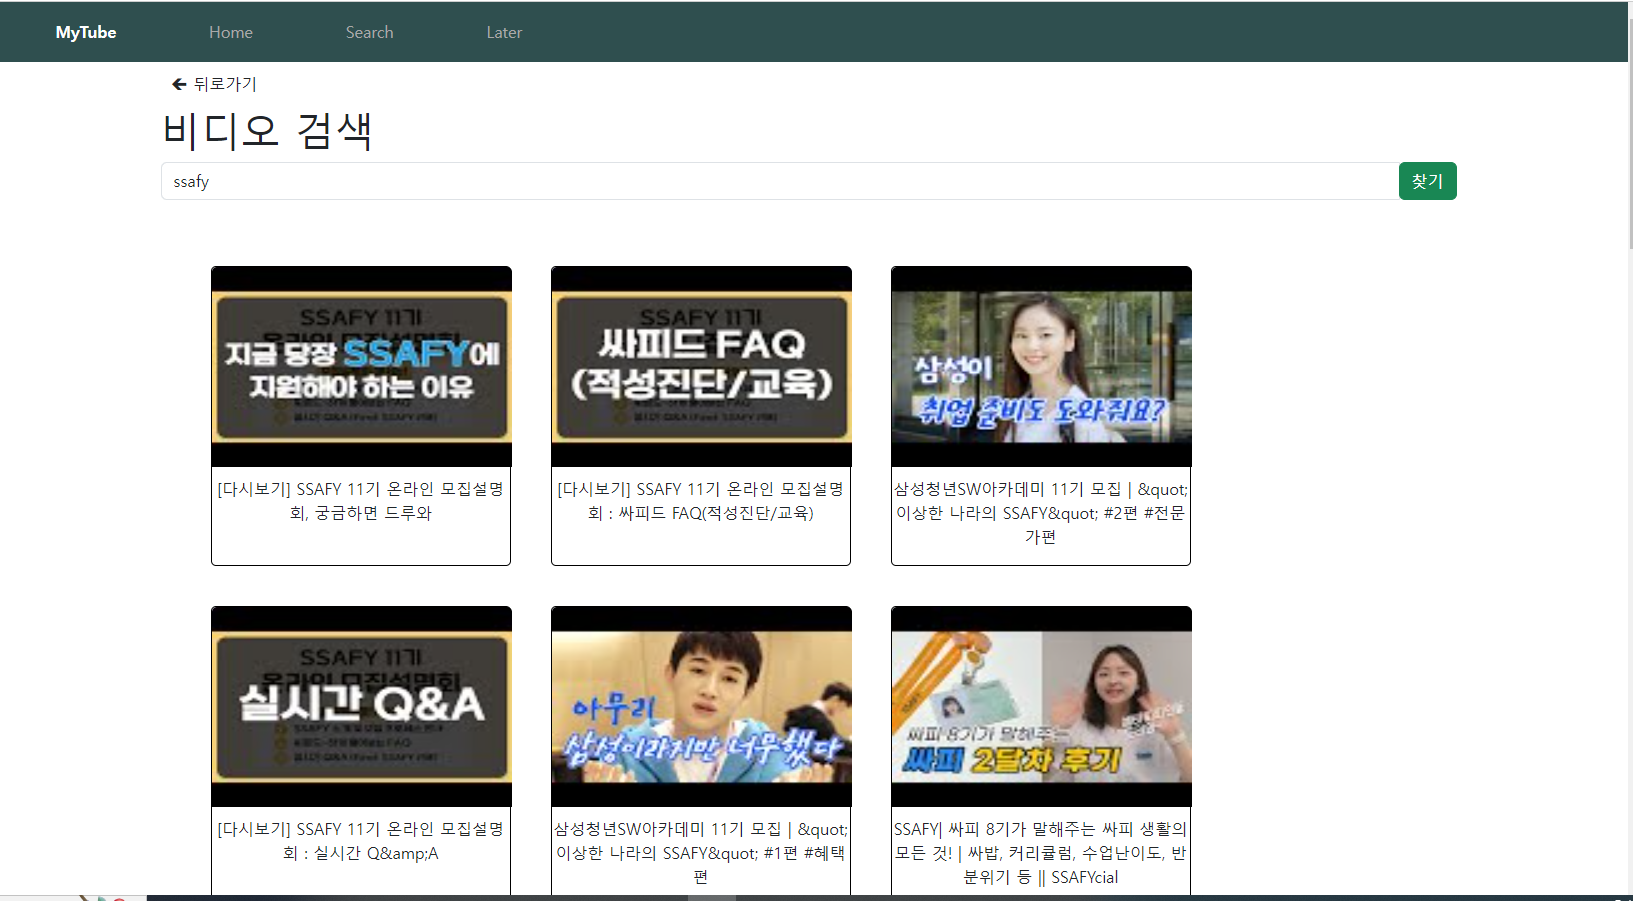 MyTube Home Search Later
뒤로가기
비디오 검색
ssafy 찾기
SSAFY 11기
지금 당장 SSAFY에
지원해야 하는 이유
[다시보기] SSAFY 11기 온라인 모집설명
회, 궁금하면 드루와
SSAFY 11기
싸피드 FAQ
(적성진단/교육)
[다시보기] SSAFY 11기 온라인 모집설명
회 : 싸피드 FAQ(적성진단/교육)
삼성이
취업 준비도 도와줘요?
삼성청년SW아카데미 11기 모집 | &quot;
이상한 나라의 SSAFY&quot; #2편 #전문
가편
SSAFY 11기
온라인 모집설명회
실시간 Q&A
[다시보기] SSAFY 11기 온라인 모집설명
회 : 실시간 Q&amp;A
아무리
삼성이라지만 너무했다
삼성청년SW아카데미 11기 모집 | &quot;
이상한 나라의 SSAFY&quot; #1편 #혜택
편
싸피 8기가 말해주는
싸피 2달차 후기
SSAFY| 싸피 8기가 말해주는 싸피 생활의
모든 것! | 싸밥, 커리큘럼, 수업난이도, 반
분위기 등 || SSAFYcial